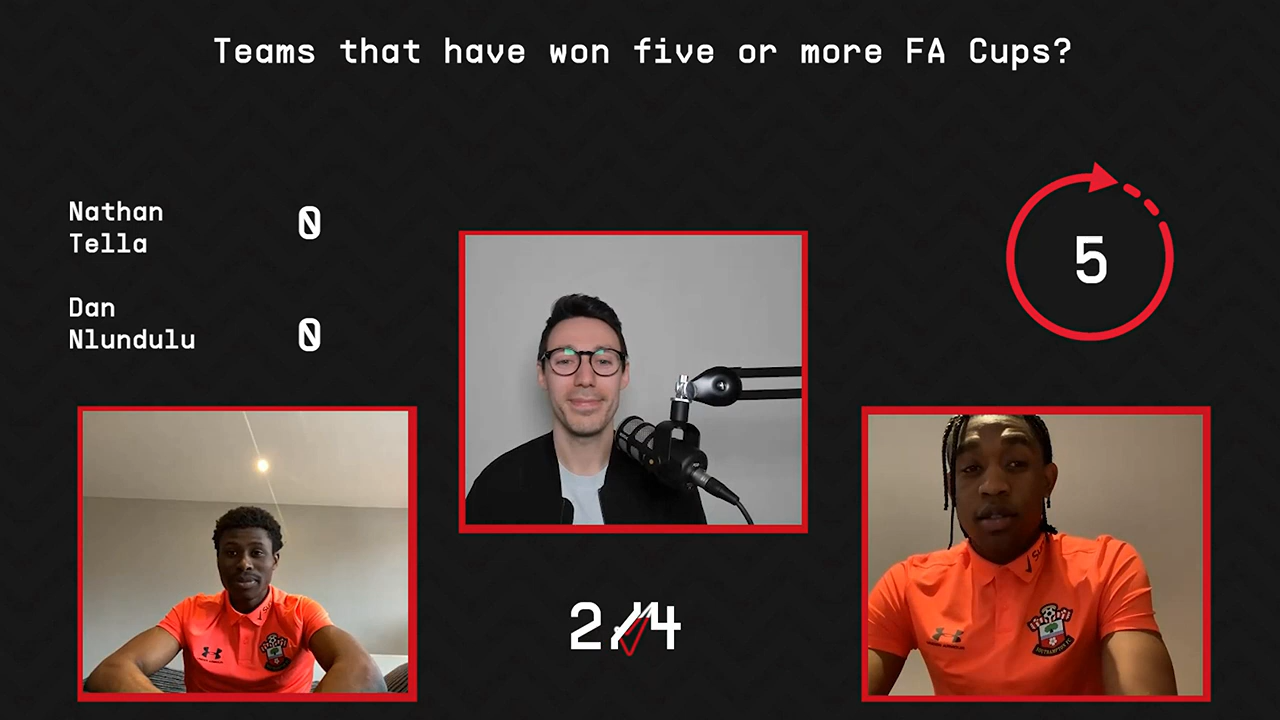 Teams that have won five or more FA Cups?
Nathan
Tella
0
Dan
Nlundulu
0
5
2/14